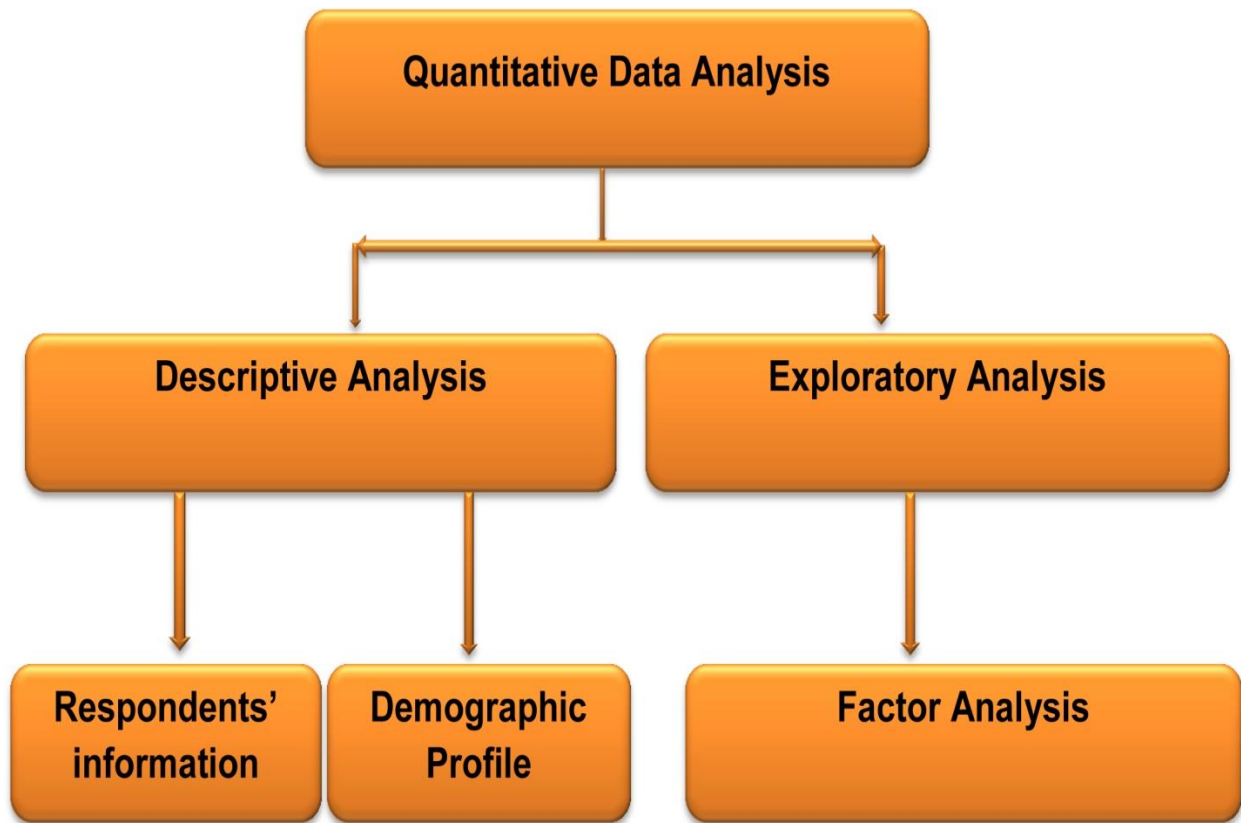 Quantitative Data Analysis
Descriptive Analysis
Exploratory Analysis
Respondents’
information
Demographic
Profile
Factor Analysis